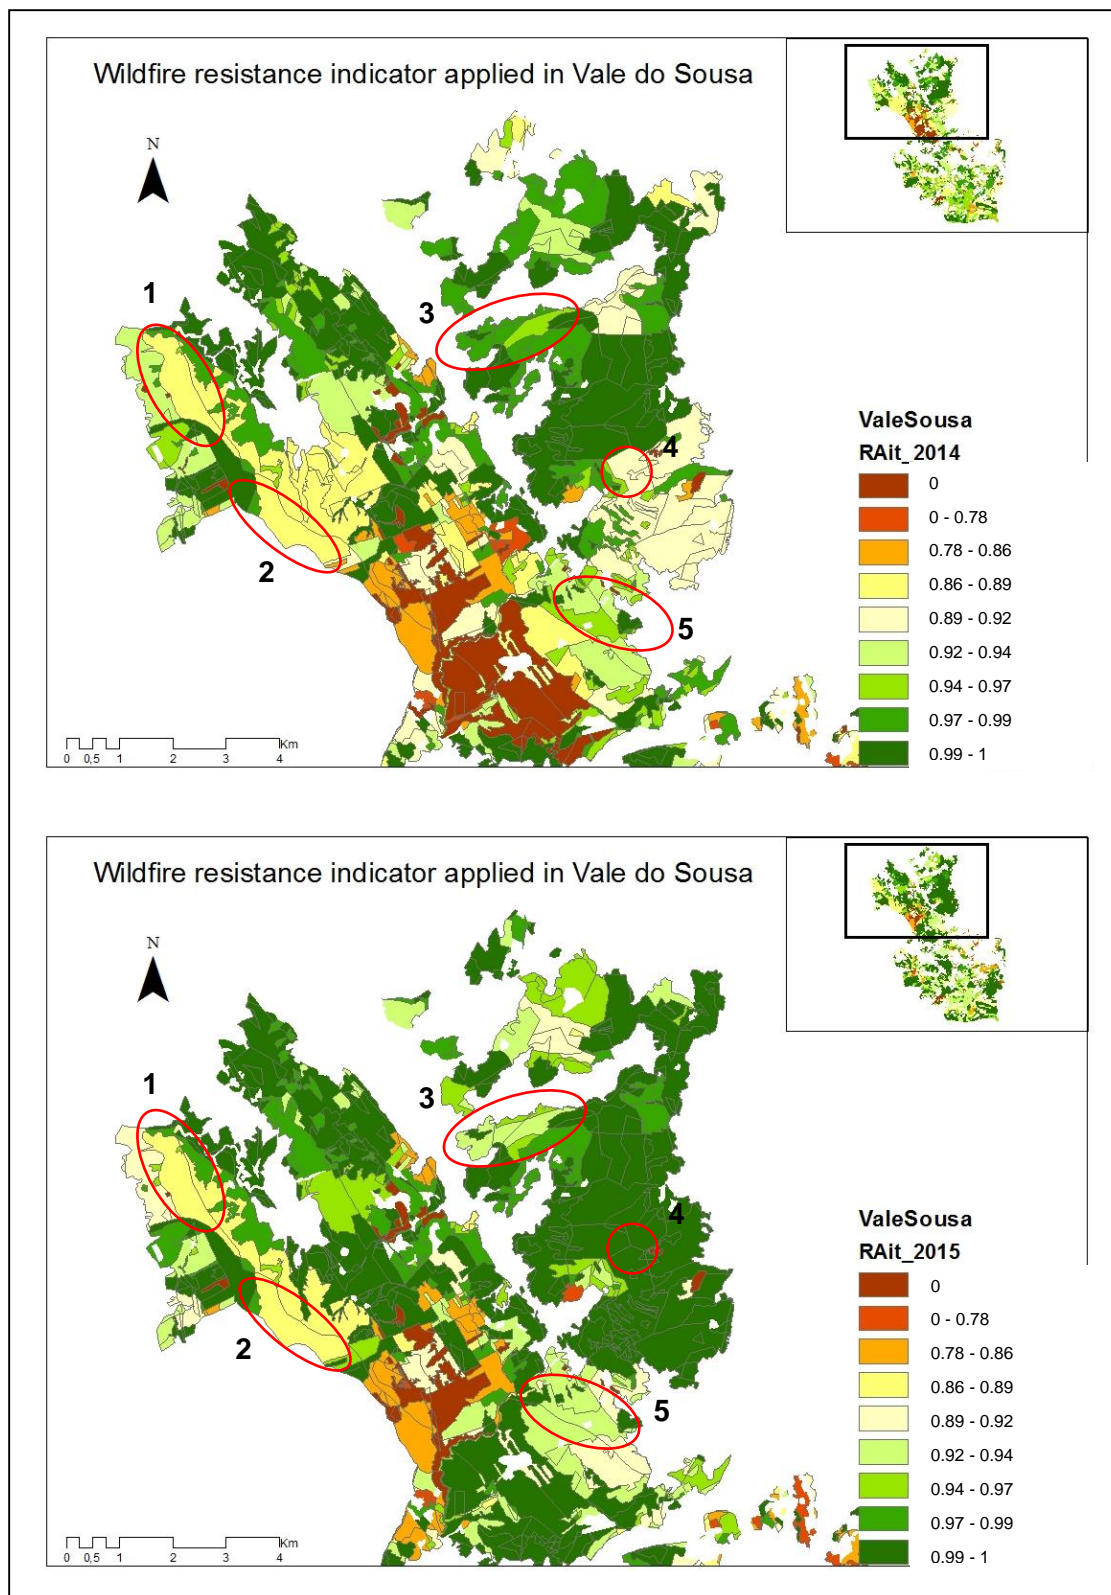 Wildfire resistance indicator applied in Vale do Sousa
N
1
2
3
4
5
ValeSousa
RAit_2014
0
0 - 0.78
0.78 - 0.86
0.86 - 0.89
0.89 - 0.92
0.92 - 0.94
0.94 - 0.97
0.97 - 0.99
0.99 - 1
0 0,5 1 2 3 4 Km
Wildfire resistance indicator applied in Vale do Sousa
N
1
2
3
4
5
ValeSousa
RAit_2015
0
0 - 0.78
0.78 - 0.86
0.86 - 0.89
0.89 - 0.92
0.92 - 0.94
0.94 - 0.97
0.97 - 0.99
0.99 - 1
0 0,5 1 2 3 4 Km